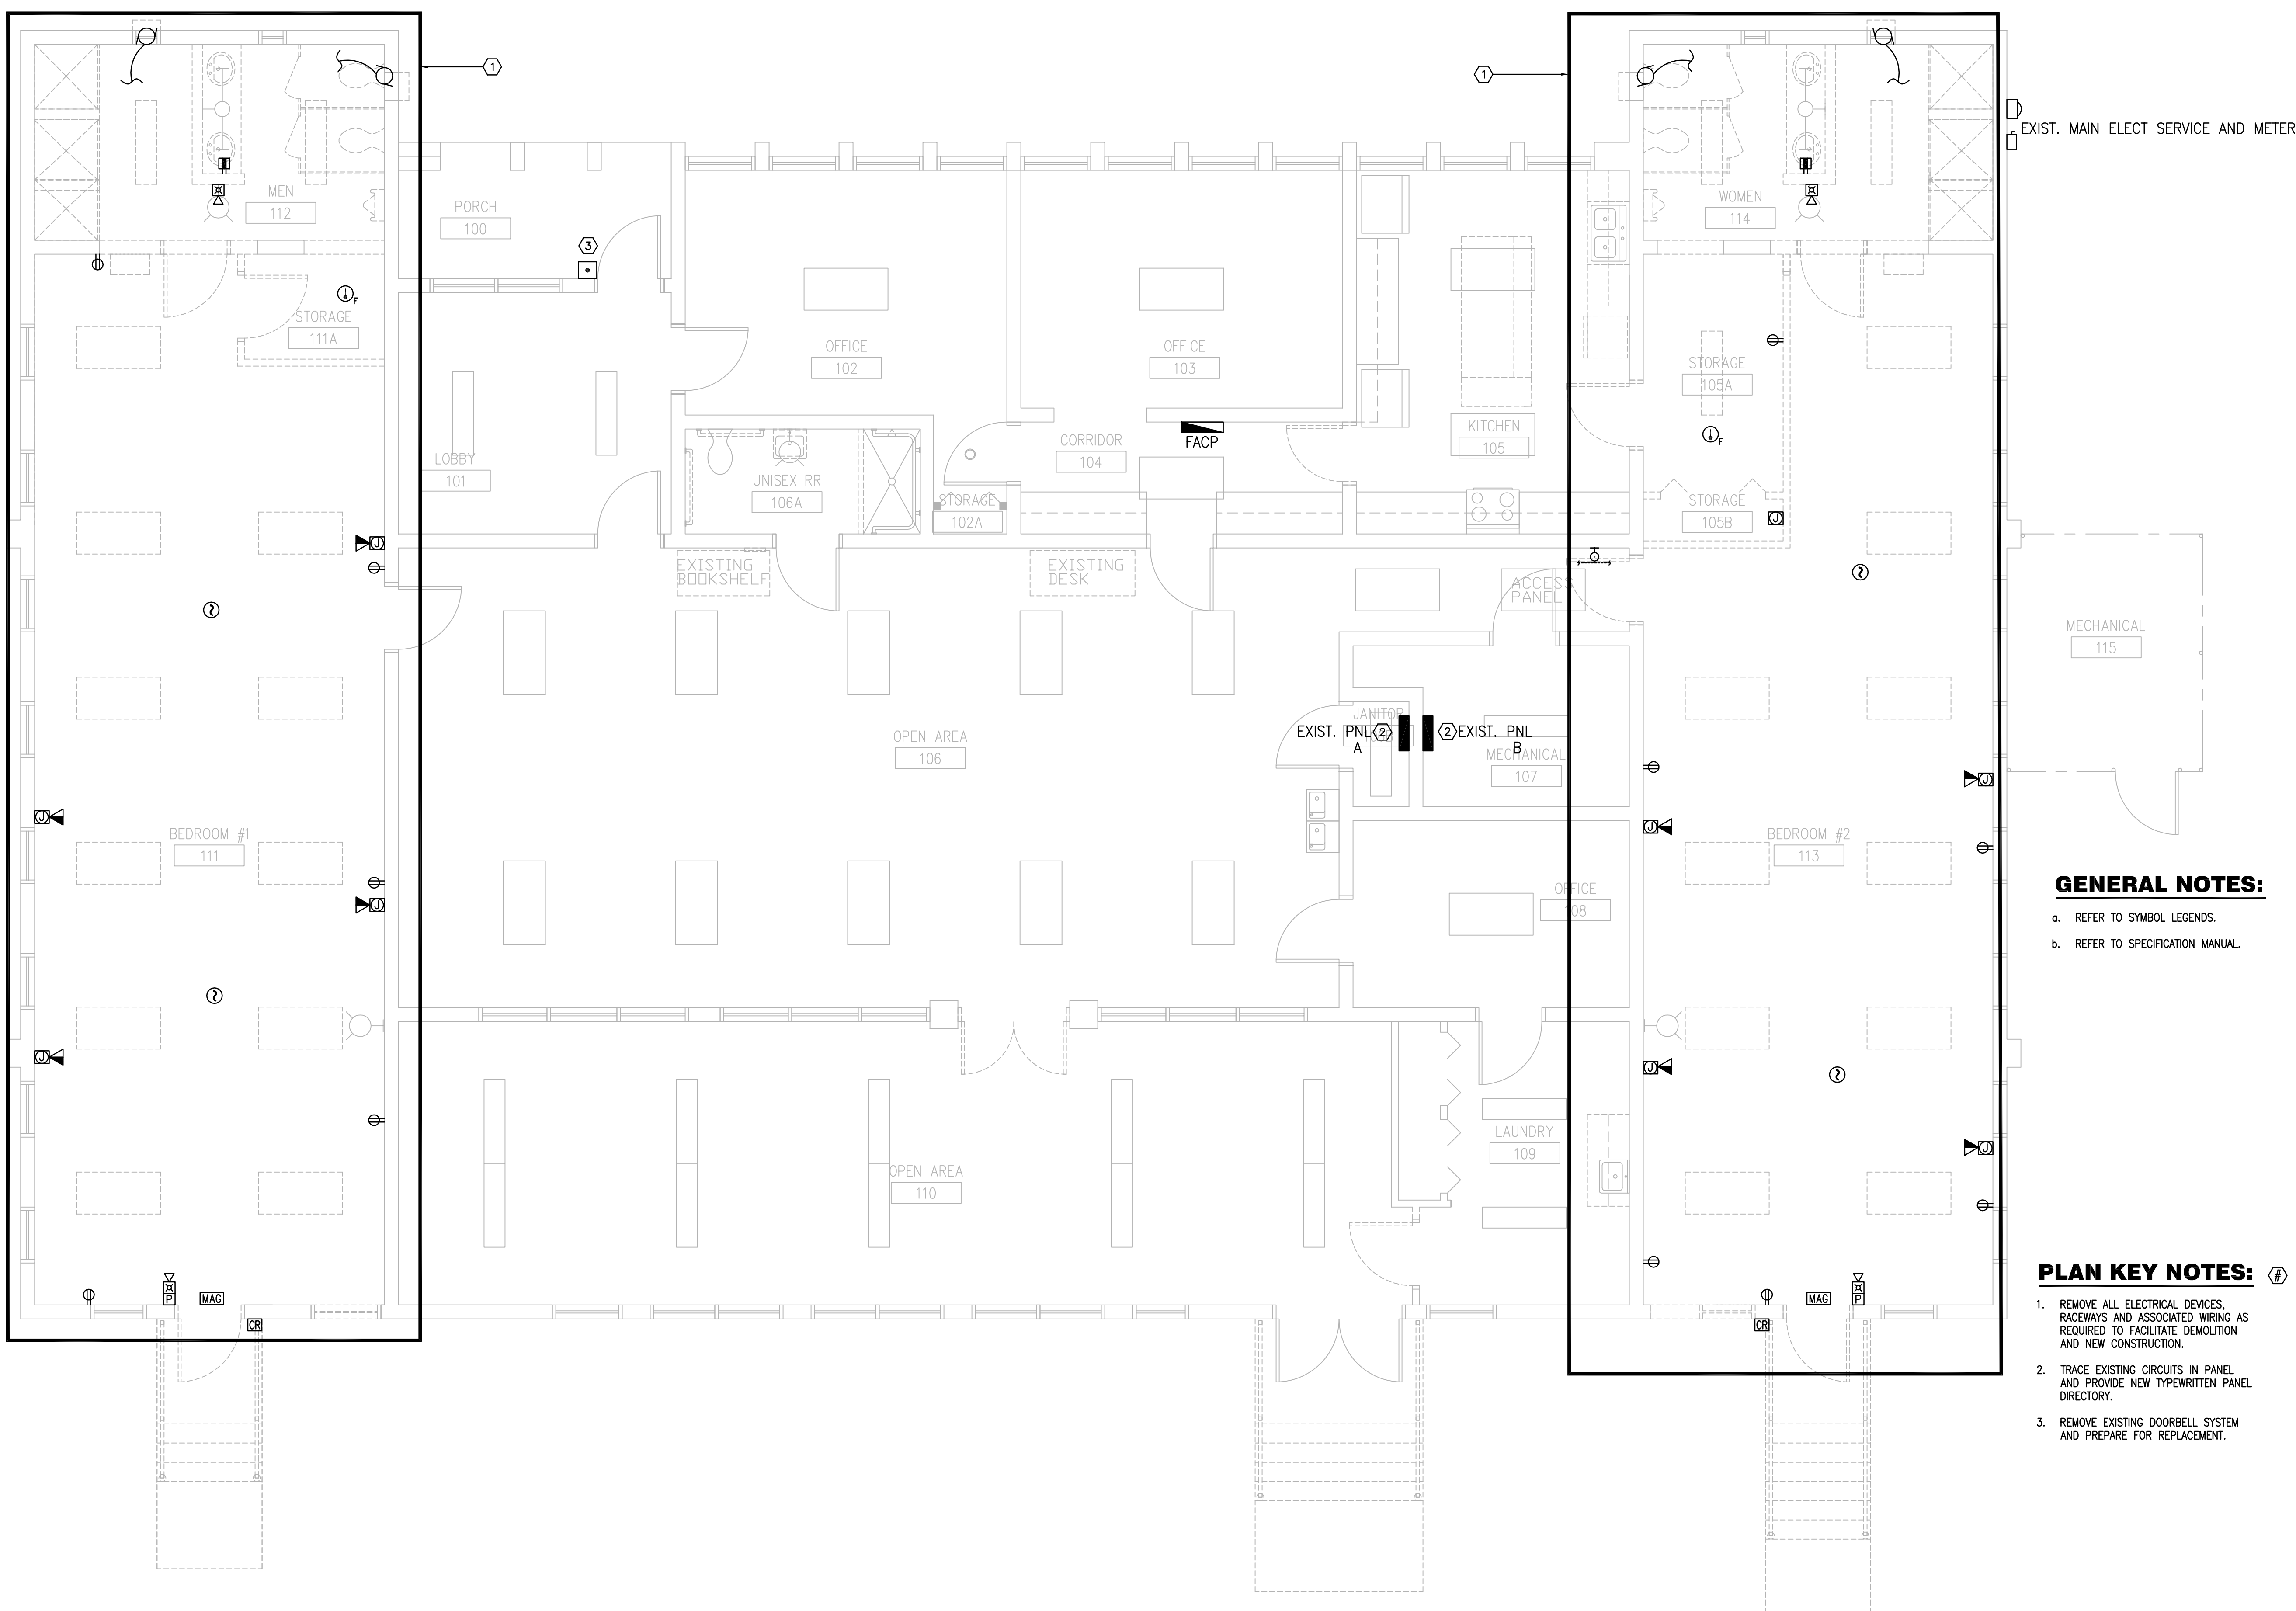 1
1
EXIST. MAIN ELECT SERVICE AND METER
MEN
112
WOMEN
114
PORCH
100
3
F
STORAGE
111A
OFFICE
102
OFFICE
103
STORAGE
105A
F
FACP
KITCHEN
105
CORRIDOR
104
LOBBY
101
UNISEX RR
106A
STORAGE
102A
STORAGE
105B
J
J
EXISTING
BOOKSHELF
EXISTING
DESK
ACCESS
PANEL
MECHANICAL
115
JANITOR
EXIST. PNL
A
2
2
EXIST. PNL
B
OPEN AREA
106
MECHANICAL
107
J
J
J
BEDROOM #1
111
BEDROOM #2
113
OFFICE
108
J
J
J
J
LAUNDRY
109
OPEN AREA
110
P
MAG
CR
MAG
P
CR
GENERAL NOTES:
a. REFER TO SYMBOL LEGENDS.
b. REFER TO SPECIFICATION MANUAL.
PLAN KEY NOTES: #
1. REMOVE ALL ELECTRICAL DEVICES,
RACEWAYS AND ASSOCIATED WIRING AS
REQUIRED TO FACILITATE DEMOLITION
AND NEW CONSTRUCTION.
2. TRACE EXISTING CIRCUITS IN PANEL
AND PROVIDE NEW TYPEWRITTEN PANEL
DIRECTORY.
3. REMOVE EXISTING DOORBELL SYSTEM
AND PREPARE FOR REPLACEMENT.